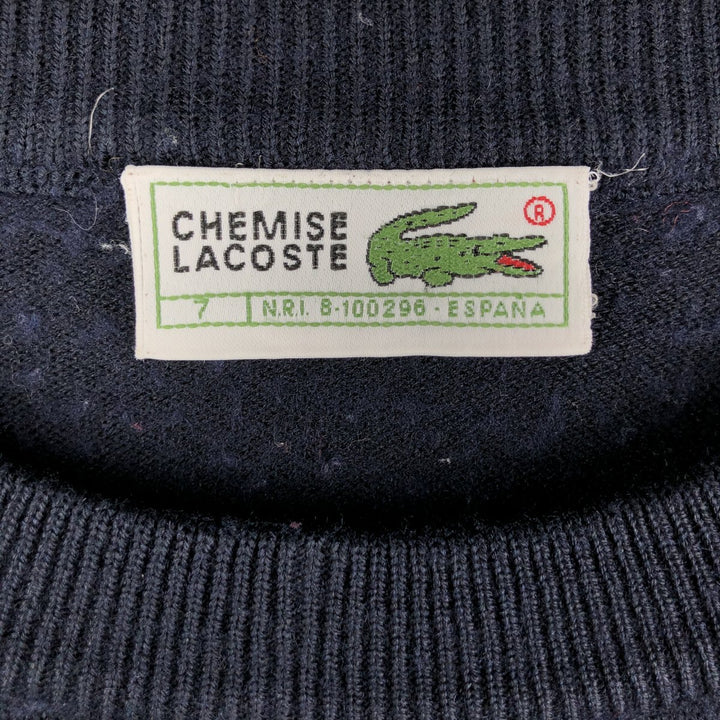 CHEMISE
LACOSTE
®
7
N.R.I. 8-100296 - ESPAÑA